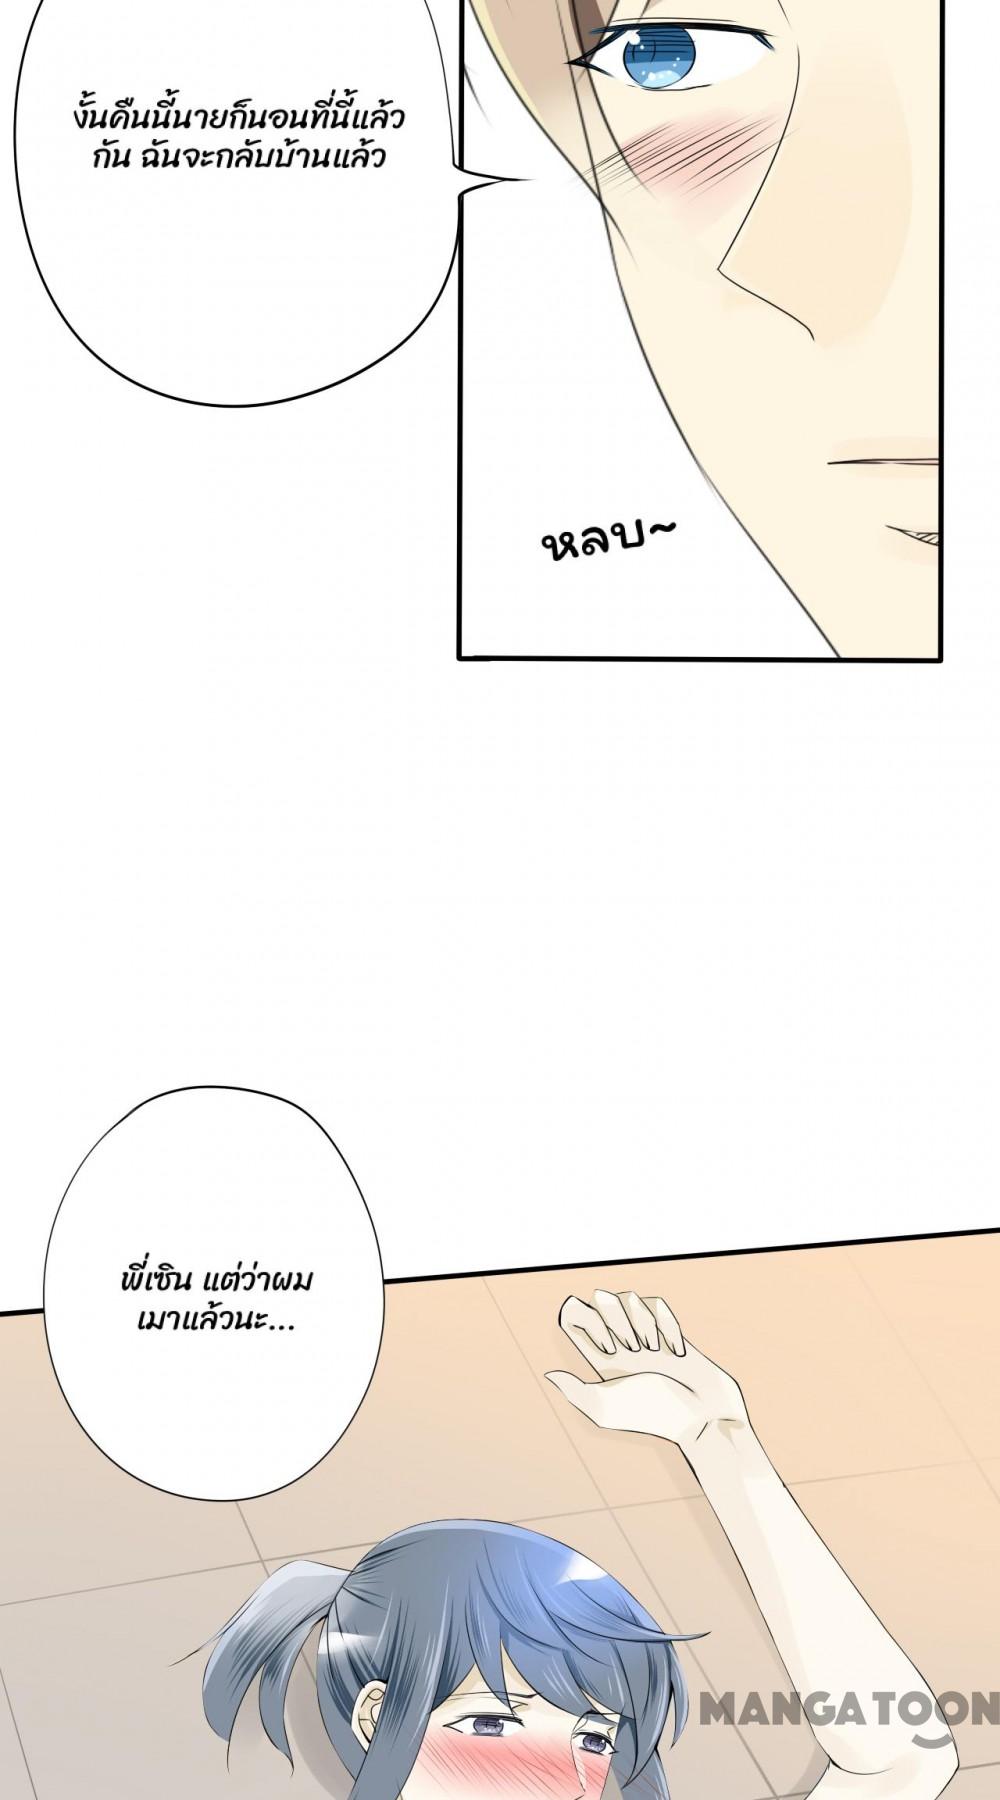 งั้นคืนนี้นายก็นอนที่นี้แล้ว
กัน ฉันจะกลับบ้านแล้ว
หลบ~
พี่เซิน แต่ว่าผม
เมาแล้วนะ...
MANGATOON